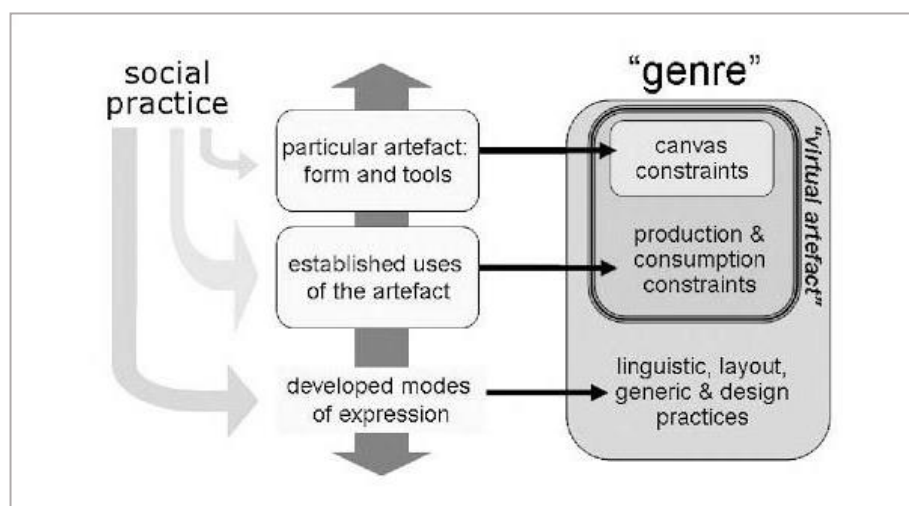 social
practice
particular artefact:
form and tools
established uses
of the artefact
developed modes
of expression
“genre”
canvas
constraints
production &
consumption
constraints
“virtual artefact”
linguistic, layout,
generic & design
practices